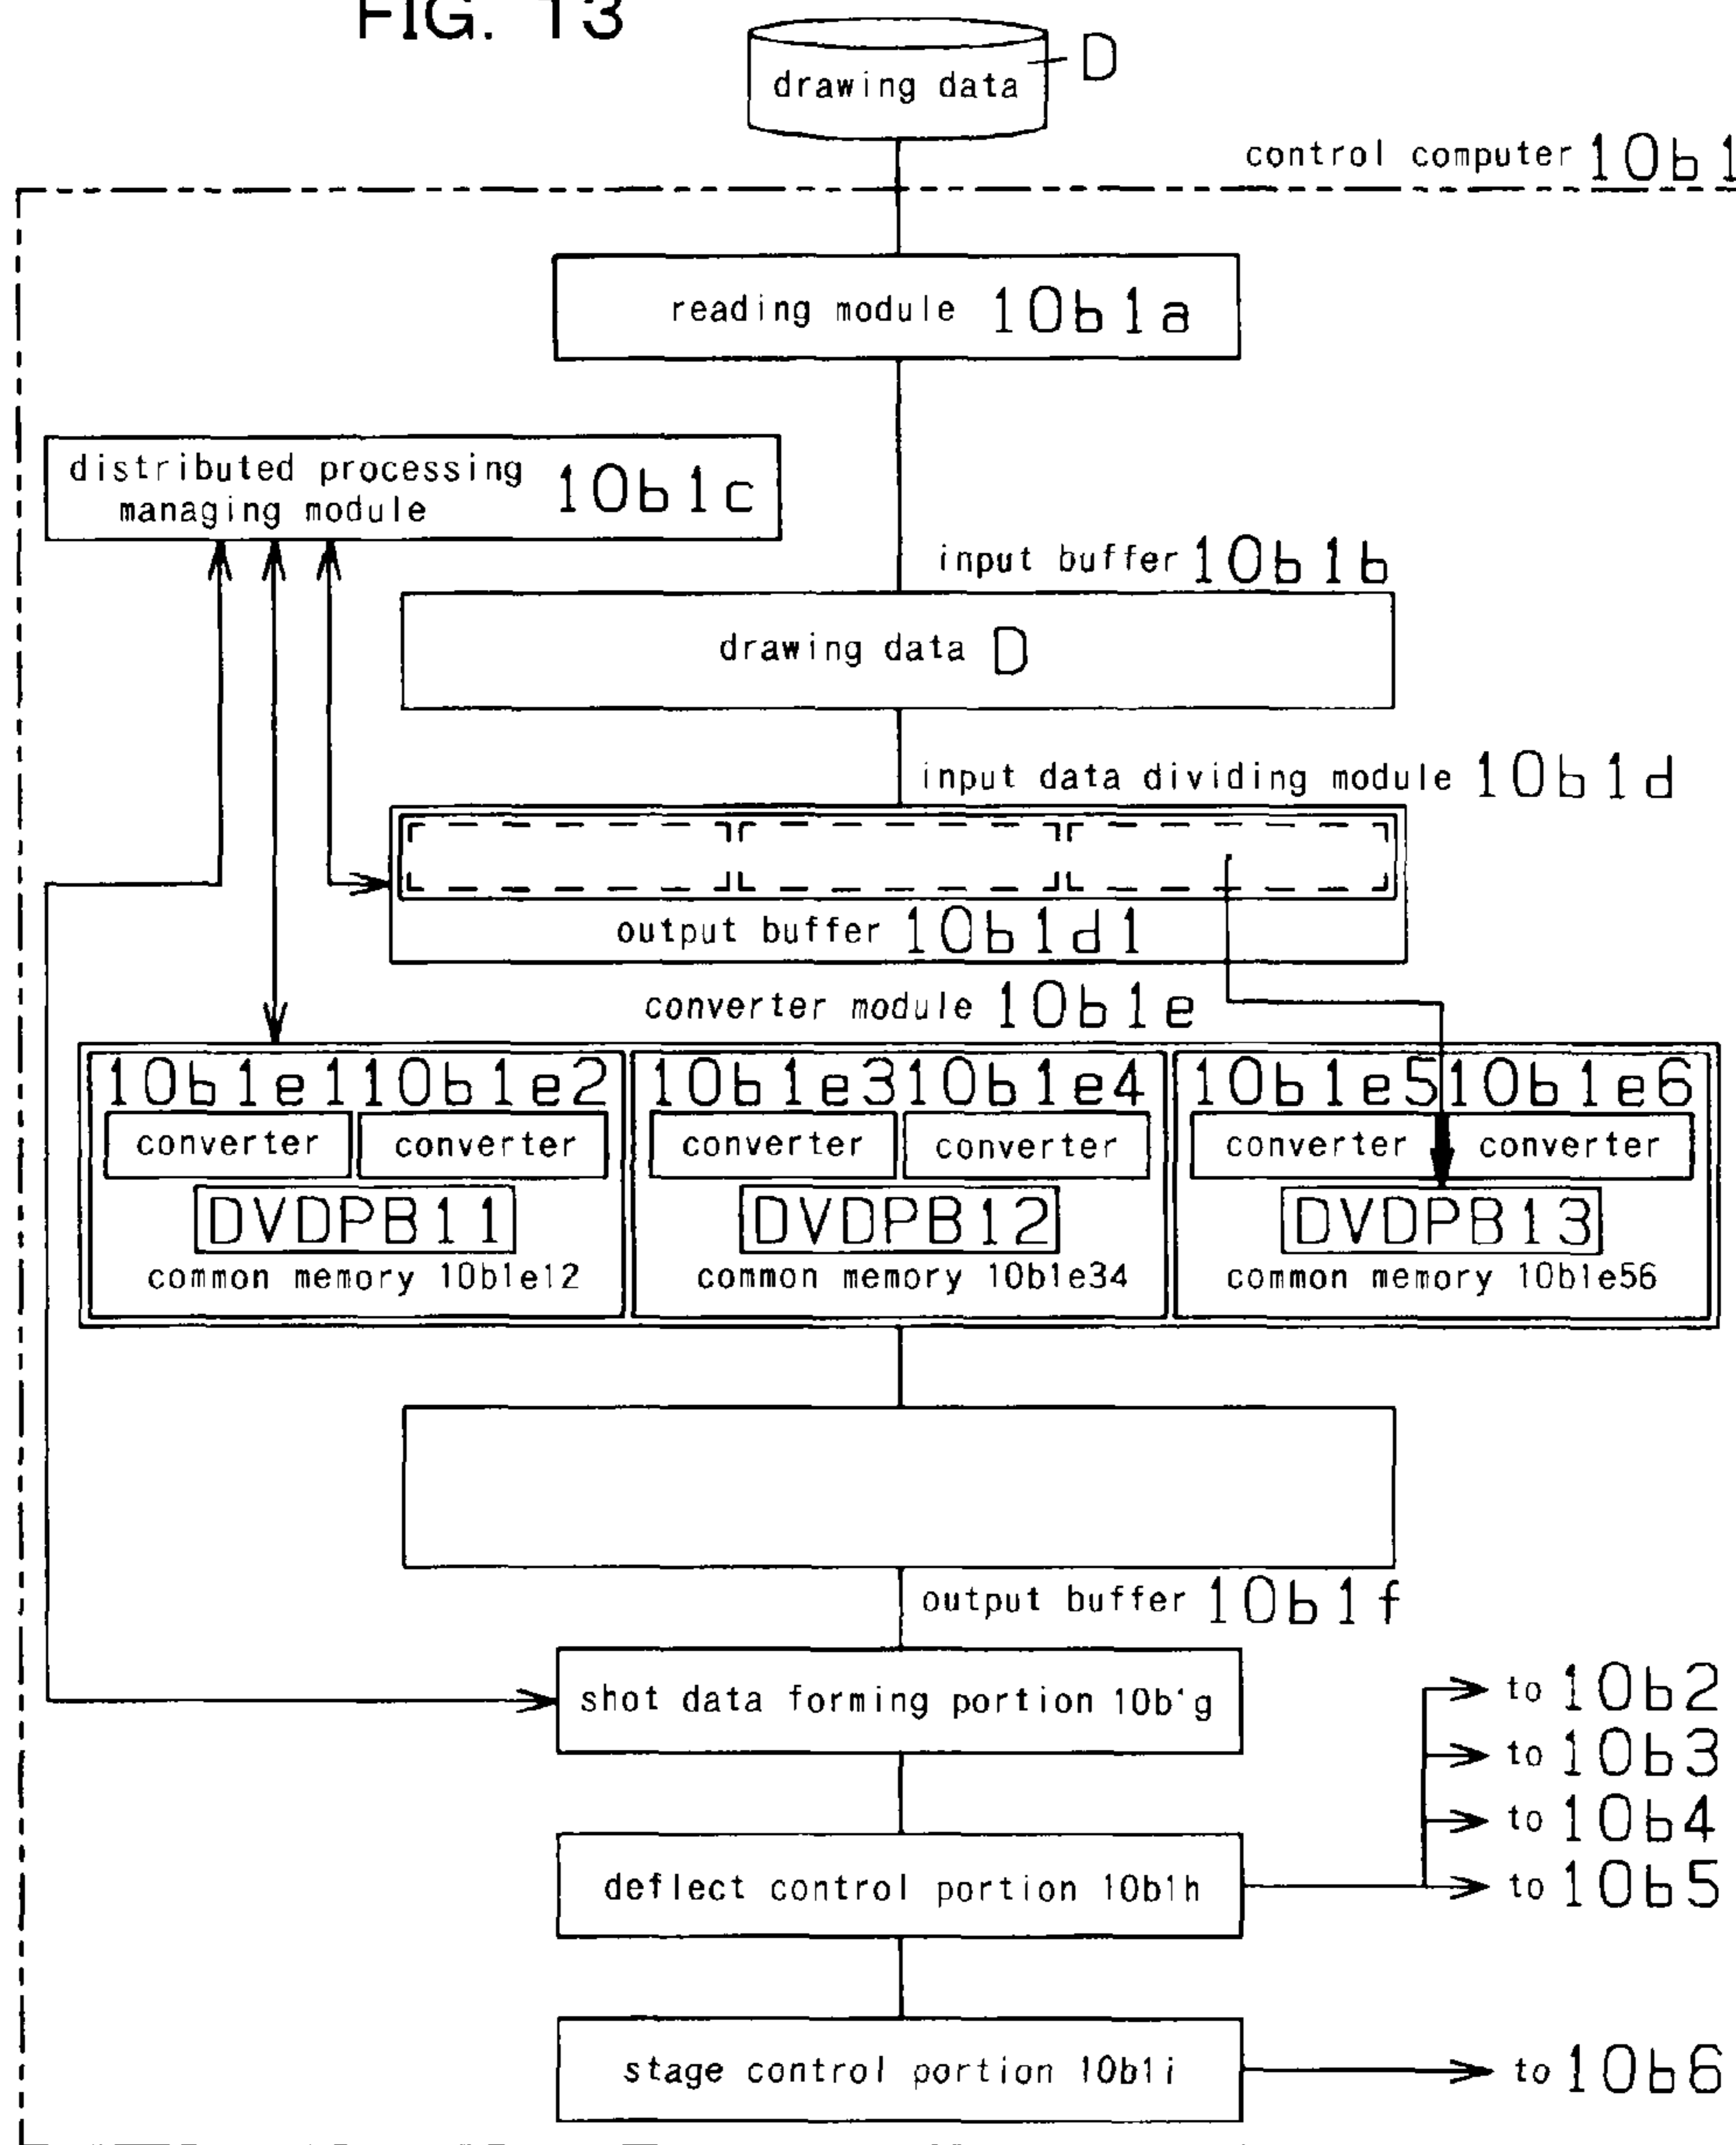 FIG. 13
drawing data
D
control computer 10b1
reading module 10b1a
distributed processing
managing module
10b1c
input buffer 10b1b
drawing data D
input data dividing module 10b1d
output buffer 10b1d1
converter module 10b1e
10b1e1 10b1e2 10b1e3 10b1e4 10b1e5 10b1e6
converter converter converter converter converter converter
DVDPB11 DVDPB12 DVDPB13
common memory 10b1e12 common memory 10b1e34 common memory 10b1e56
output buffer 10b1f
shot data forming portion 10b'g
to 10b2
to 10b3
to 10b4
deflect control portion 10b1h
to 10b5
stage control portion 10b1i
to 10b6